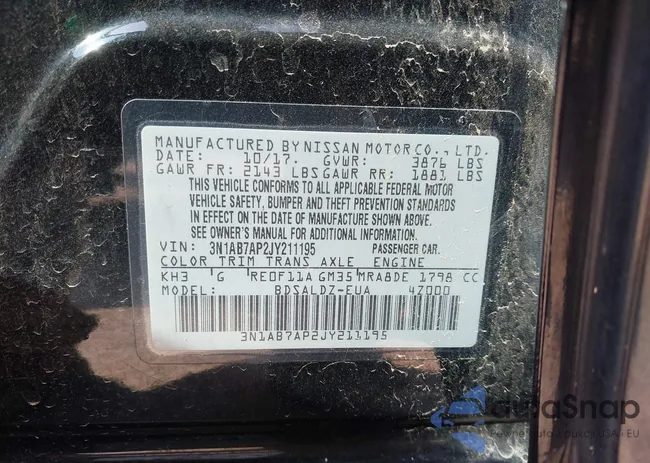 MANUFACTURED BY NISSAN MOTOR CO., LTD.
DATE: 10/17. GVWR: 3876 LBS
GAWR FR: 2143 LBS GAWR RR: 1881 LBS
THIS VEHICLE CONFORMS TO ALL APPLICABLE FEDERAL MOTOR
VEHICLE SAFETY, BUMPER AND THEFT PREVENTION STANDARDS
IN EFFECT ON THE DATE OF MANUFACTURE SHOWN ABOVE.
SEE OWNER'S MANUAL FOR ADDITIONAL INFORMATION.
VIN: 3N1AB7AP2JY211195 PASSENGER CAR.
COLOR TRIM TRANS AXLE ENGINE
KH3 G RE0F11A GM35 MRA8DE 1798 CC
MODEL: BDSALDZ-EUA 47000
3N1AB7AP2JY211195
autaSnap